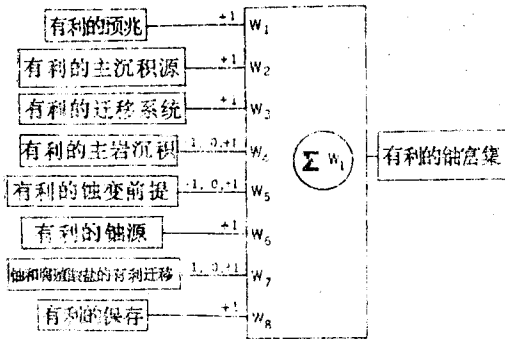 有利的预兆 +1 W₁
有利的主沉积源 +1 W₂
有利的迁移系统 +1 W₃
有利的主岩沉积 -1, 0, +1 W₄
有利的蚀变前提 -1, 0, +1 W₅
有利的铀源 +1 W₆
铀和腐殖酸盐的有利迁移 -1, 0, +1 W₇
有利的保存 +1 W₈
Σ Wᵢ
有利的铀富集